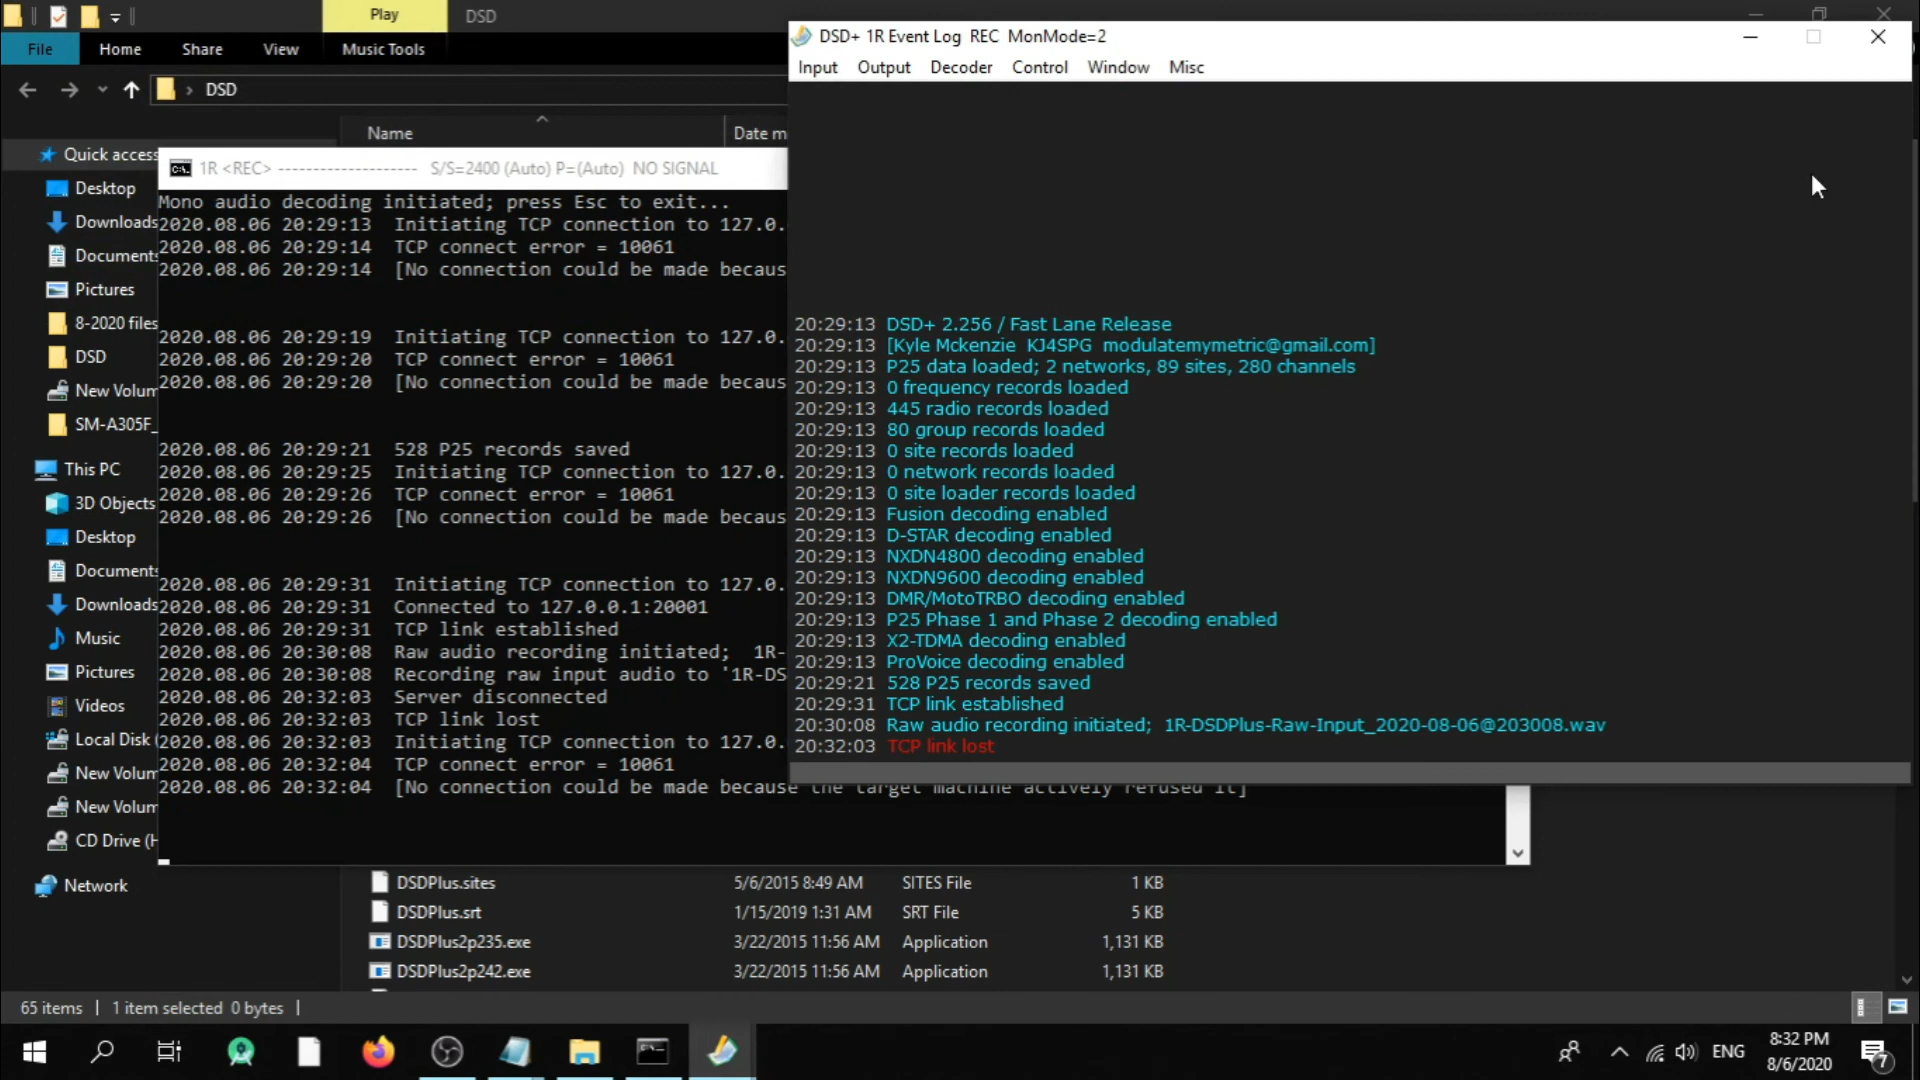 Play
DSD
File
Home
Share
View
Music Tools
DSD
Name
Date m
Quick access
Desktop
Downloads
Documents
Pictures
8-2020 files
DSD
New Volum
SM-A305F_
This PC
3D Objects
Desktop
Documents
Downloads
Music
Pictures
Videos
Local Disk (
New Volum
New Volum
CD Drive (H
Network
1R <REC> -------------------- S/S=2400 (Auto) P=(Auto) NO SIGNAL
Mono audio decoding initiated; press Esc to exit...
2020.08.06 20:29:13 Initiating TCP connection to 127.0.
2020.08.06 20:29:14 TCP connect error = 10061
2020.08.06 20:29:14 [No connection could be made becaus
2020.08.06 20:29:19 Initiating TCP connection to 127.0.
2020.08.06 20:29:20 TCP connect error = 10061
2020.08.06 20:29:20 [No connection could be made becaus
2020.08.06 20:29:21 528 P25 records saved
2020.08.06 20:29:25 Initiating TCP connection to 127.0.
2020.08.06 20:29:26 TCP connect error = 10061
2020.08.06 20:29:26 [No connection could be made becaus
2020.08.06 20:29:31 Initiating TCP connection to 127.0.
2020.08.06 20:29:31 Connected to 127.0.0.1:20001
2020.08.06 20:29:31 TCP link established
2020.08.06 20:30:08 Raw audio recording initiated; 1R-
2020.08.06 20:30:08 Recording raw input audio to '1R-DS
2020.08.06 20:32:03 Server disconnected
2020.08.06 20:32:03 TCP link lost
2020.08.06 20:32:03 Initiating TCP connection to 127.0.
2020.08.06 20:32:04 TCP connect error = 10061
2020.08.06 20:32:04 [No connection could be made because the target machine actively refused it]
DSD+ 1R Event Log REC MonMode=2
Input Output Decoder Control Window Misc
20:29:13 DSD+ 2.256 / Fast Lane Release
20:29:13 [Kyle Mckenzie KJ4SPG modulatemymetric@gmail.com]
20:29:13 P25 data loaded; 2 networks, 89 sites, 280 channels
20:29:13 0 frequency records loaded
20:29:13 445 radio records loaded
20:29:13 80 group records loaded
20:29:13 0 site records loaded
20:29:13 0 network records loaded
20:29:13 0 site loader records loaded
20:29:13 Fusion decoding enabled
20:29:13 D-STAR decoding enabled
20:29:13 NXDN4800 decoding enabled
20:29:13 NXDN9600 decoding enabled
20:29:13 DMR/MotoTRBO decoding enabled
20:29:13 P25 Phase 1 and Phase 2 decoding enabled
20:29:13 X2-TDMA decoding enabled
20:29:13 ProVoice decoding enabled
20:29:21 528 P25 records saved
20:29:31 TCP link established
20:30:08 Raw audio recording initiated; 1R-DSDPlus-Raw-Input_2020-08-06@203008.wav
20:32:03 TCP link lost
DSDPlus.sites 5/6/2015 8:49 AM SITES File 1 KB
DSDPlus.srt 1/15/2019 1:31 AM SRT File 5 KB
DSDPlus2p235.exe 3/22/2015 11:56 AM Application 1,131 KB
DSDPlus2p242.exe 3/22/2015 11:56 AM Application 1,131 KB
65 items 1 item selected 0 bytes
ENG
8:32 PM
8/6/2020
7